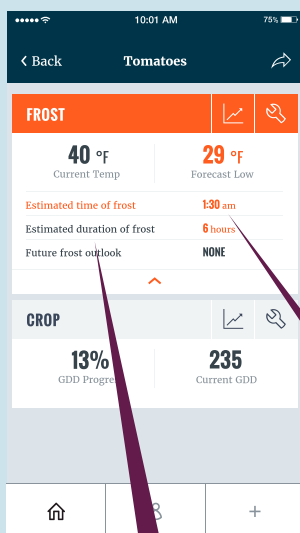 10:01 AM 75%
Back Tomatoes
FROST
40 °F 29 °F
Current Temp Forecast Low
Estimated time of frost 1:30 am
Estimated duration of frost 6 hours
Future frost outlook NONE
CROP
13% 235
GDD Progress Current GDD